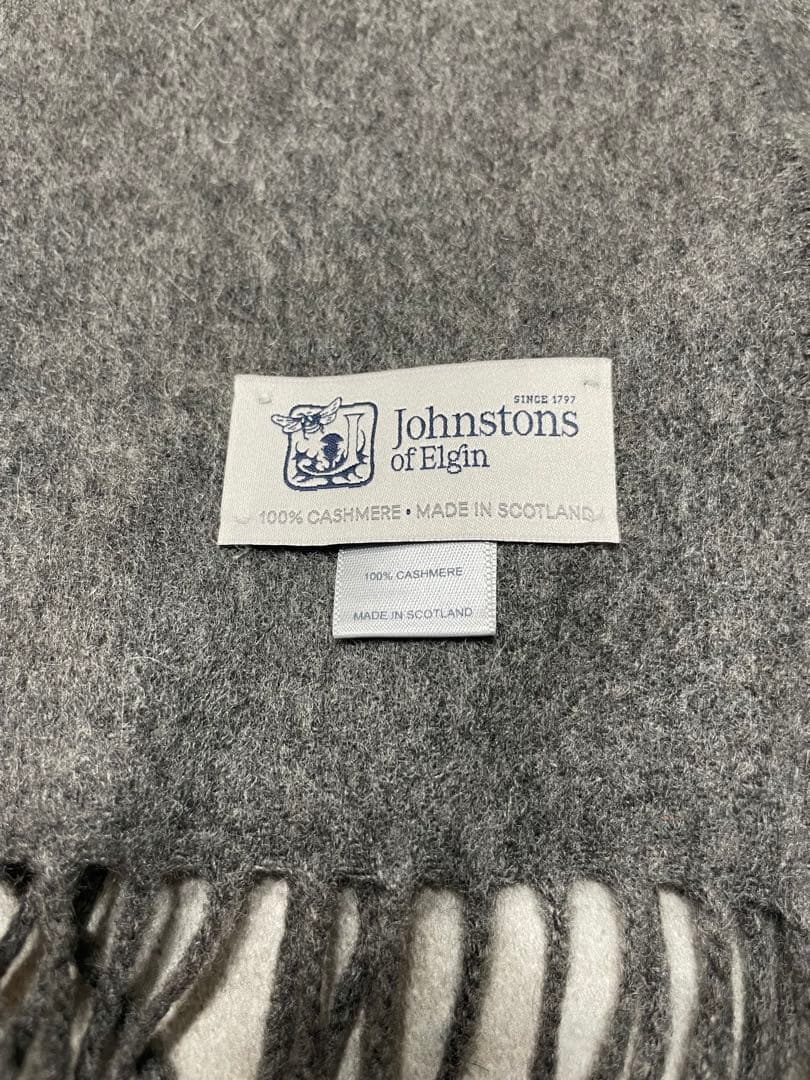 SINCE 1797
J
Johnstons
of Elgin
100% CASHMERE • MADE IN SCOTLAND
100% CASHMERE
MADE IN SCOTLAND